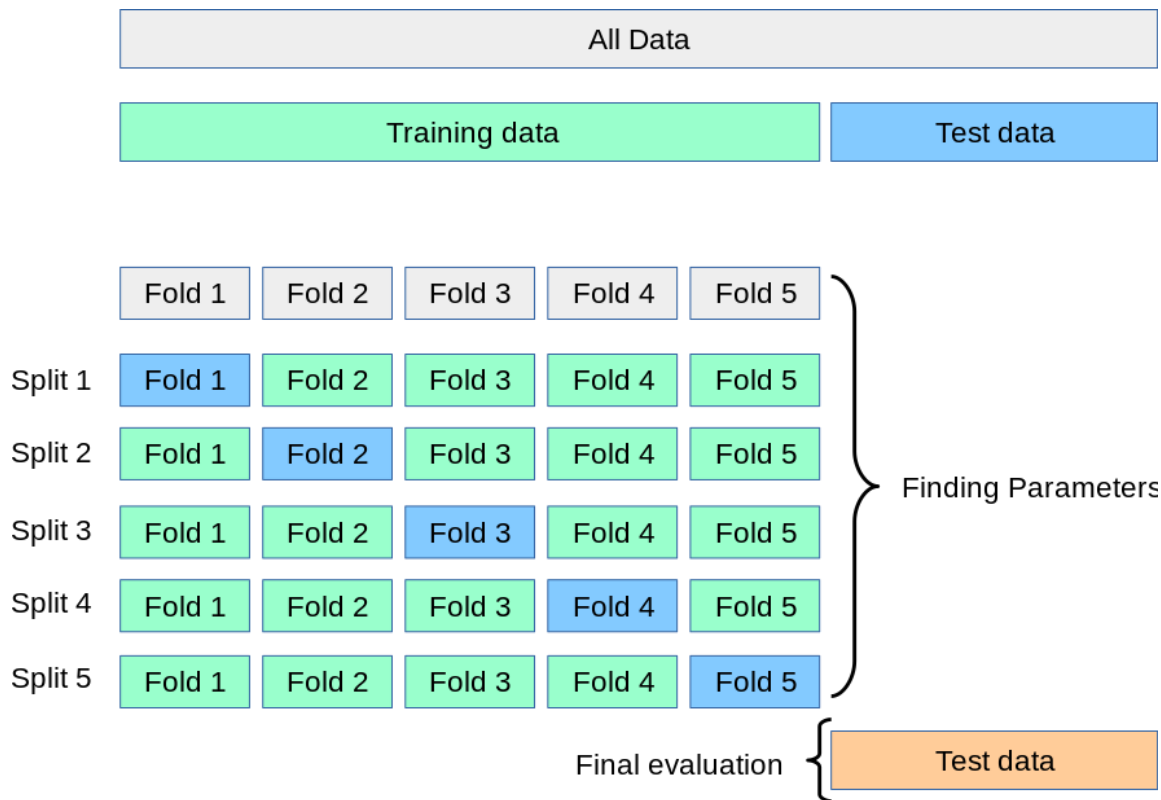 All Data
Training data Test data
Fold 1 Fold 2 Fold 3 Fold 4 Fold 5
Split 1 Fold 1 Fold 2 Fold 3 Fold 4 Fold 5
Split 2 Fold 1 Fold 2 Fold 3 Fold 4 Fold 5
Finding Parameters
Split 3 Fold 1 Fold 2 Fold 3 Fold 4 Fold 5
Split 4 Fold 1 Fold 2 Fold 3 Fold 4 Fold 5
Split 5 Fold 1 Fold 2 Fold 3 Fold 4 Fold 5
Final evaluation Test data